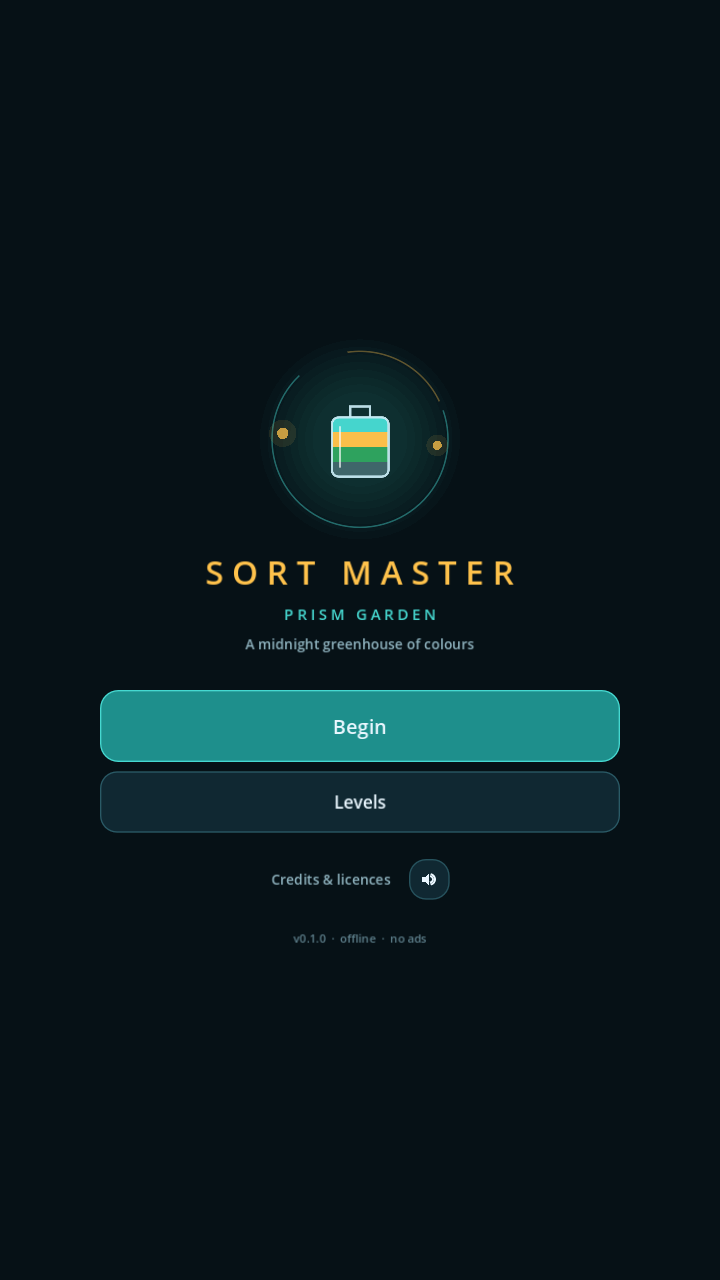 SORT MASTER
PRISM GARDEN
A midnight greenhouse of colours
Begin
Levels
Credits & licences
v0.1.0 · offline · no ads